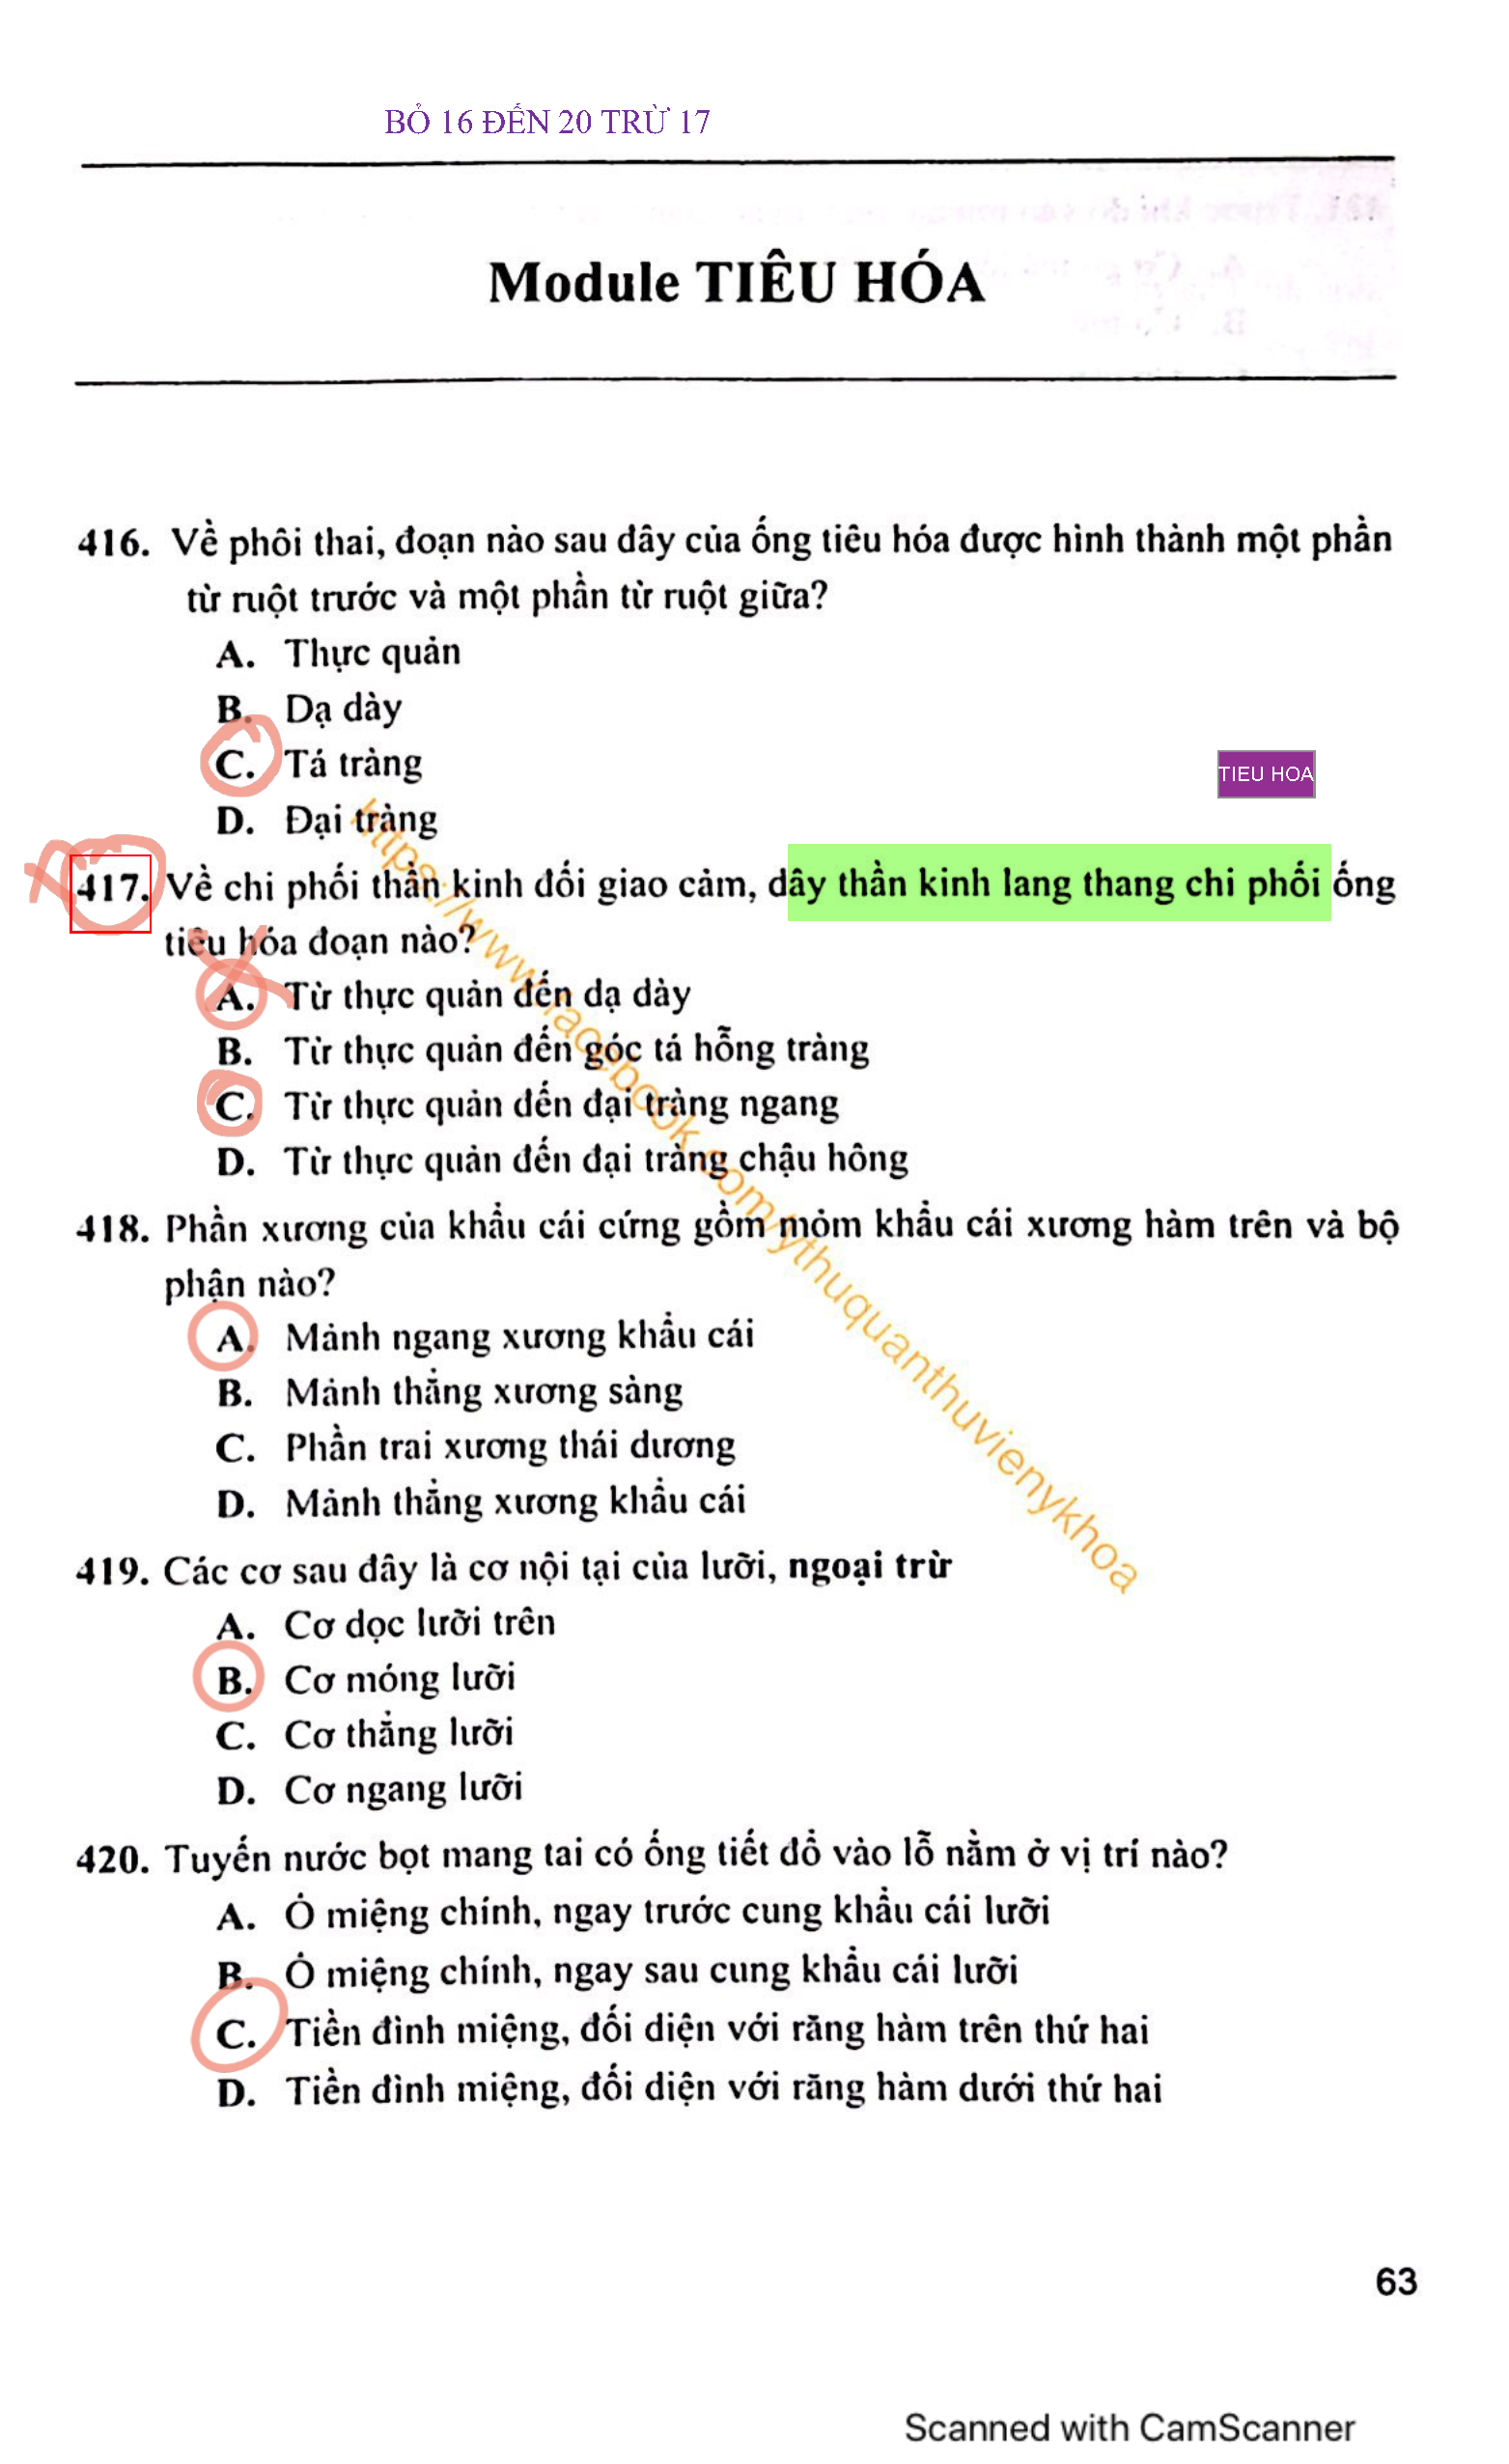 BỎ 16 ĐẾN 20 TRỪ 17
Module TIÊU HÓA
416. Về phôi thai, đoạn nào sau đây của ống tiêu hóa được hình thành một phần
từ ruột trước và một phần từ ruột giữa?
A. Thực quản
B. Dạ dày
C. Tá tràng
TIEU HOA
D. Đại tràng
417. Về chi phối thần kinh đối giao cảm, dây thần kinh lang thang chi phối ống
tiêu hóa đoạn nào?
A. Từ thực quản đến dạ dày
B. Từ thực quản đến góc tá hỗng tràng
C. Từ thực quản đến đại tràng ngang
D. Từ thực quản đến đại tràng chậu hông
https://www.facebook.com/ythuquanthuvienykhoa
418. Phần xương của khẩu cái cứng gồm mỏm khẩu cái xương hàm trên và bộ
phận nào?
A. Mảnh ngang xương khẩu cái
B. Mảnh thẳng xương sàng
C. Phần trai xương thái dương
D. Mảnh thẳng xương khẩu cái
419. Các cơ sau đây là cơ nội tại của lưỡi, ngoại trừ
A. Cơ dọc lưỡi trên
B. Cơ móng lưỡi
C. Cơ thẳng lưỡi
D. Cơ ngang lưỡi
420. Tuyến nước bọt mang tai có ống tiết đổ vào lỗ nằm ở vị trí nào?
A. Ổ miệng chính, ngay trước cung khẩu cái lưỡi
B. Ổ miệng chính, ngay sau cung khẩu cái lưỡi
C. Tiền đình miệng, đối diện với răng hàm trên thứ hai
D. Tiền đình miệng, đối diện với răng hàm dưới thứ hai
63
Scanned with CamScanner